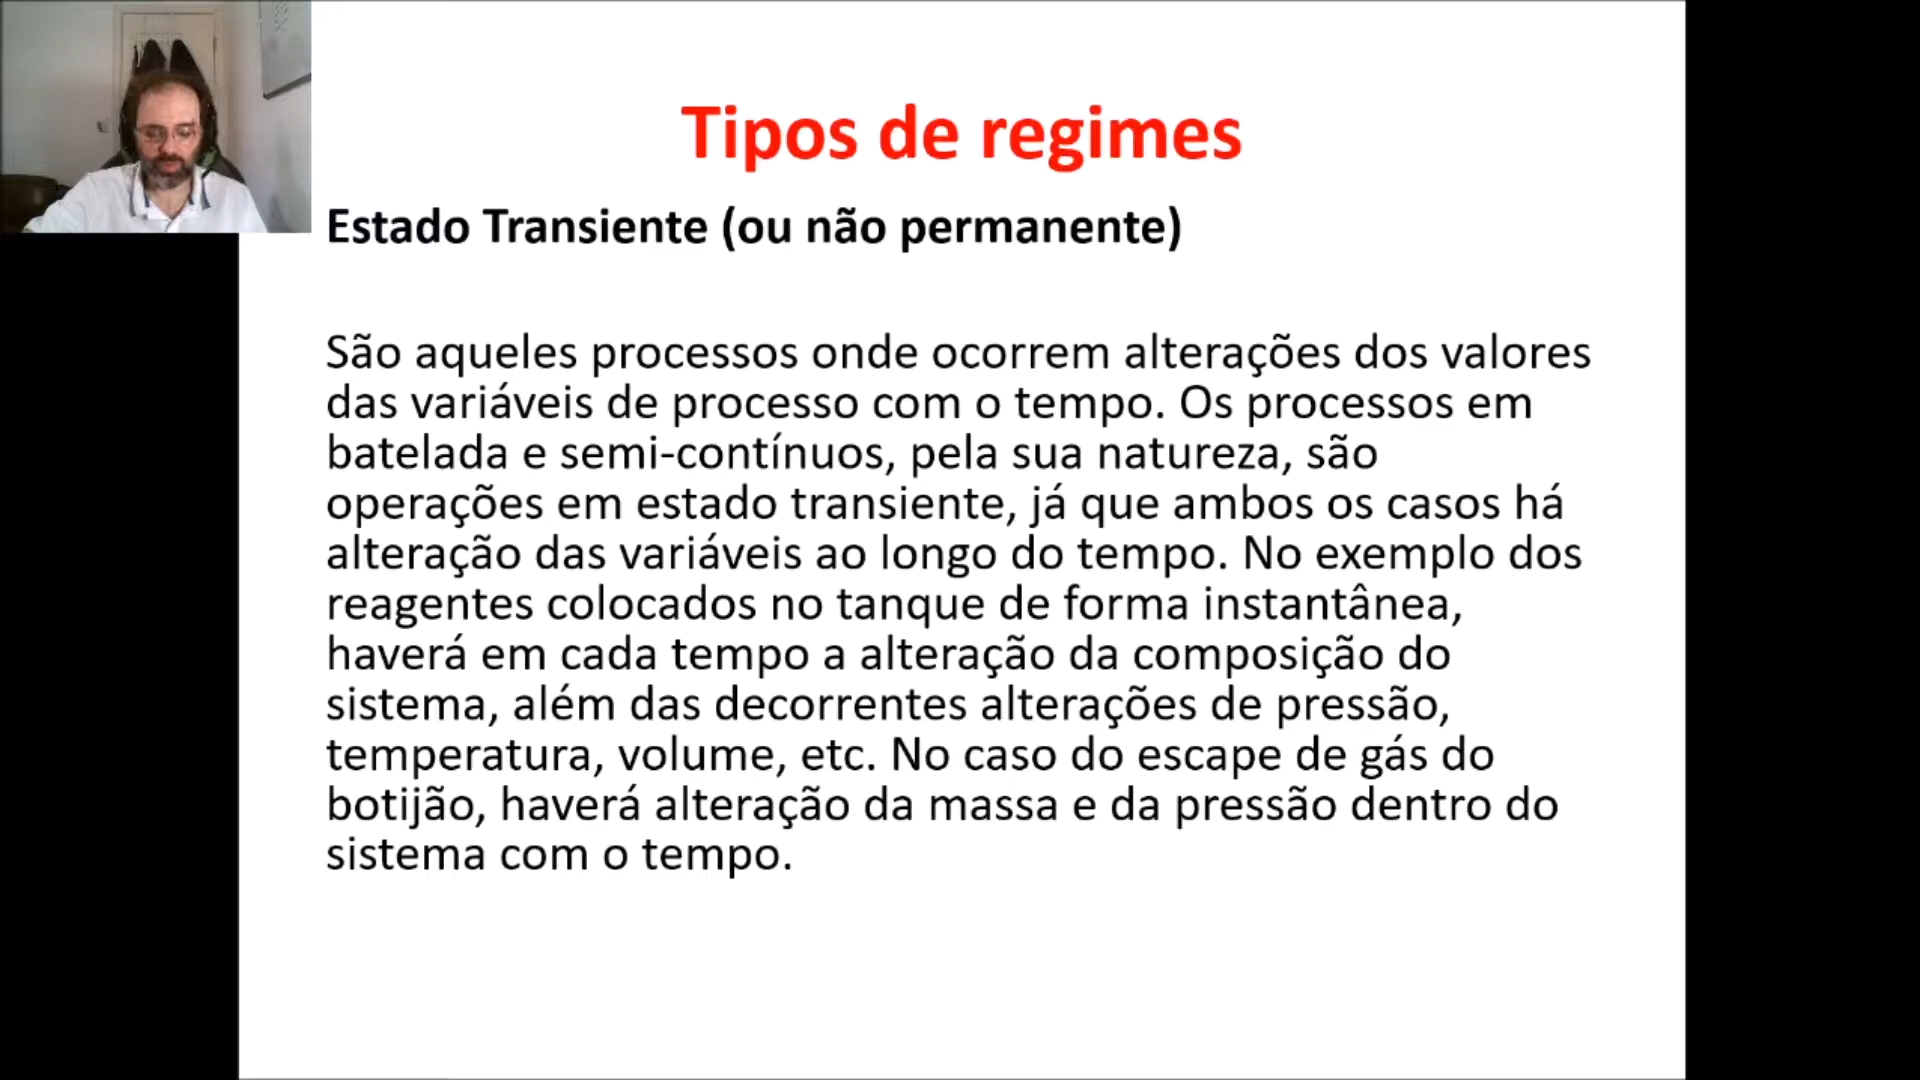 Tipos de regimes
Estado Transiente (ou não permanente)
São aqueles processos onde ocorrem alterações dos valores
das variáveis de processo com o tempo. Os processos em
batelada e semi-contínuos, pela sua natureza, são
operações em estado transiente, já que ambos os casos há
alteração das variáveis ao longo do tempo. No exemplo dos
reagentes colocados no tanque de forma instantânea,
haverá em cada tempo a alteração da composição do
sistema, além das decorrentes alterações de pressão,
temperatura, volume, etc. No caso do escape de gás do
botijão, haverá alteração da massa e da pressão dentro do
sistema com o tempo.